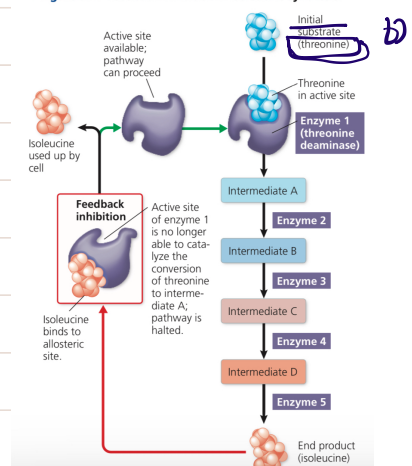 Initial
substrate
(threonine)
b)
Active site
available;
pathway
can proceed
Threonine
in active site
Enzyme 1
(threonine
deaminase)
Isoleucine
used up by
cell
Intermediate A
Feedback
inhibition
Active site
of enzyme 1
is no longer
able to cata-
lyze the
conversion
of threonine
to interme-
diate A;
pathway is
halted.
Enzyme 2
Intermediate B
Enzyme 3
Isoleucine
binds to
allosteric
site.
Intermediate C
Enzyme 4
Intermediate D
Enzyme 5
End product
(isoleucine)